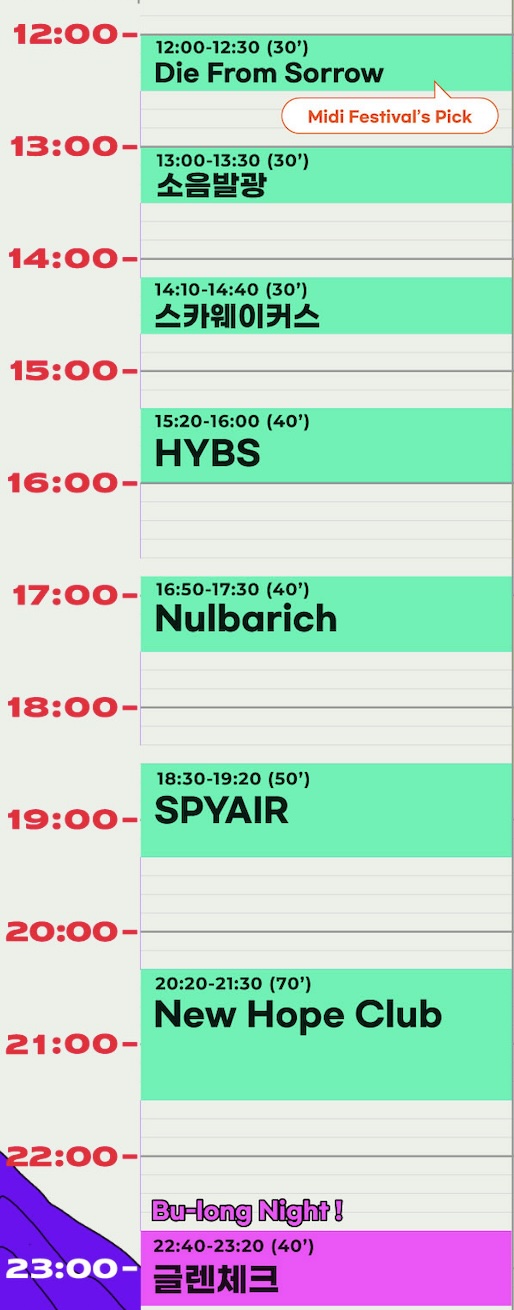 12:00
12:00-12:30 (30’)
Die From Sorrow
Midi Festival’s Pick
13:00
13:00-13:30 (30’)
소음발광
14:00
14:10-14:40 (30’)
스카웨이커스
15:00
15:20-16:00 (40’)
HYBS
16:00
16:50-17:30 (40’)
17:00
Nulbarich
18:00
18:30-19:20 (50’)
SPYAIR
19:00
20:00
20:20-21:30 (70’)
New Hope Club
21:00
22:00
Bu-long Night !
22:40-23:20 (40’)
23:00
글렌체크